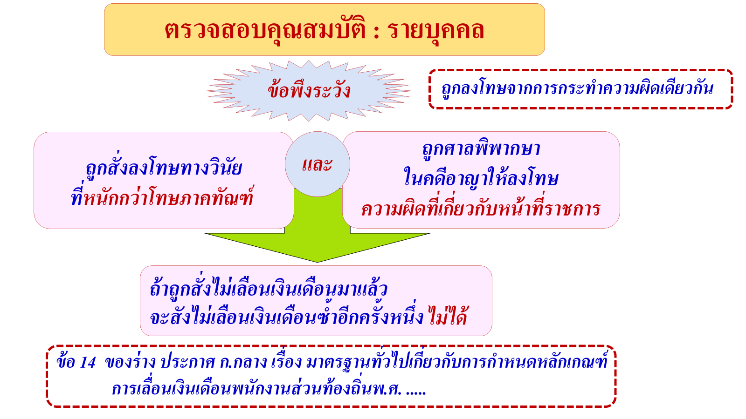 ตรวจสอบคุณสมบัติ : รายบุคคล
ข้อพึงระวัง
ถูกลงโทษจากการกระทำความผิดเดียวกัน
ถูกสั่งลงโทษทางวินัย
ที่หนักกว่าโทษภาคทัณฑ์
และ
ถูกศาลพิพากษา
ในคดีอาญาให้ลงโทษ
ความผิดที่เกี่ยวกับหน้าที่ราชการ
ถ้าถูกสั่งไม่เลื่อนเงินเดือนมาแล้ว
จะสั่งไม่เลื่อนเงินเดือนซ้ำอีกครั้งหนึ่ง ไม่ได้
ข้อ 14 ของร่าง ประกาศ ก.กลาง เรื่อง มาตรฐานทั่วไปเกี่ยวกับการกำหนดหลักเกณฑ์
การเลื่อนเงินเดือนพนักงานส่วนท้องถิ่นพ.ศ. .....